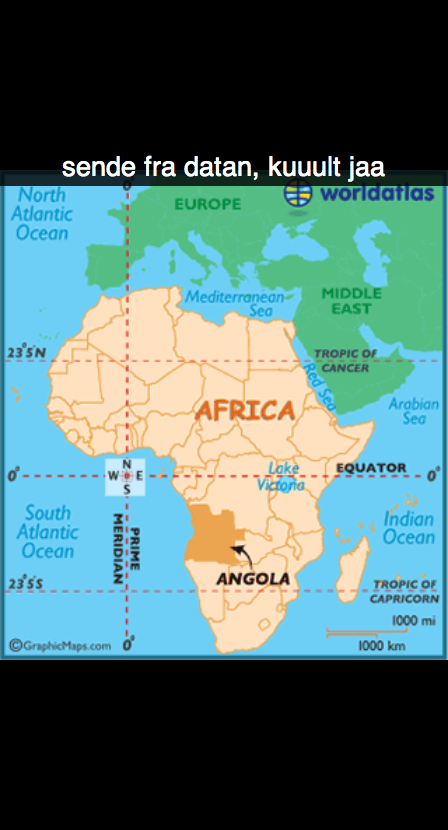 sende fra datan, kuuult jaa
North
Atlantic
Ocean
EUROPE
worldatlas
Mediterranean
Sea
MIDDLE
EAST
23°5'N
TROPIC OF
CANCER
Red Sea
AFRICA
Arabian
Sea
N
W E
S
0°
Lake
Victoria
EQUATOR
0°
South
Atlantic
Ocean
PRIME
MERIDIAN
Indian
Ocean
ANGOLA
23°5'S
TROPIC OF
CAPRICORN
1000 mi
1000 km
©GraphicMaps.com
0°
0